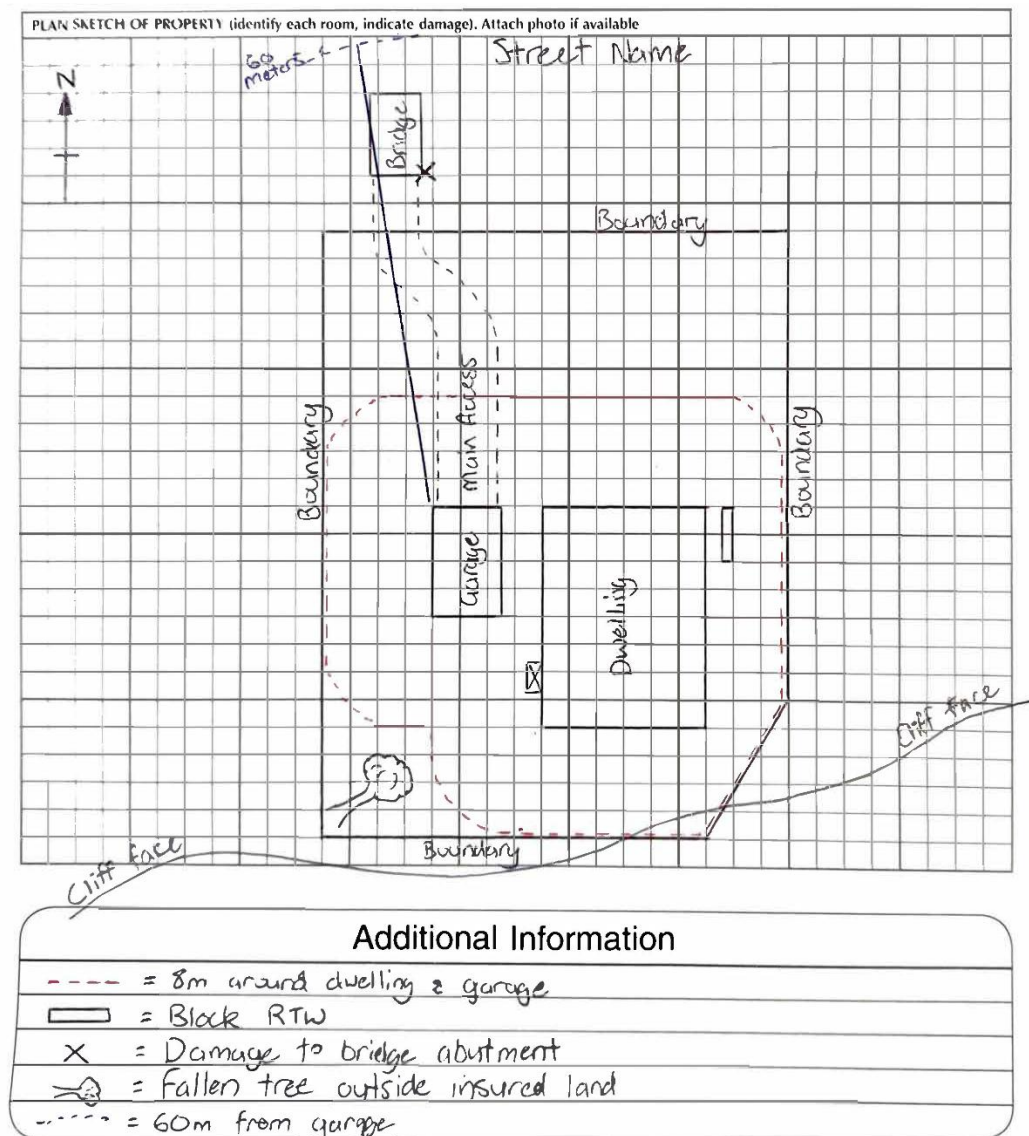 PLAN SKETCH OF PROPERTY (identify each room, indicate damage). Attach photo if available
Street Name
60
meters
N
Bridge
Boundary
Main Access
Boundary
Boundary
Garage
Dwelling
Cliff face
Boundary
Cliff face
Additional Information
= 8m around dwelling & garage
= Block RTW
= Damage to bridge abutment
= Fallen tree outside insured land
= 60m from garage